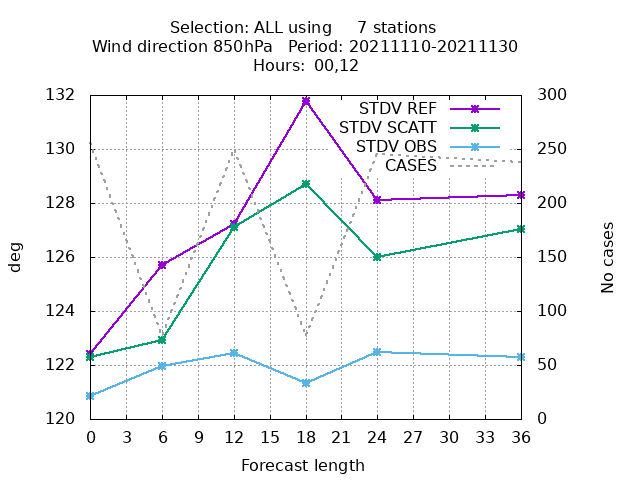 Selection: ALL using     7 stations
Wind direction 850hPa   Period: 20211110-20211130
Hours:  00,12
132
130
128
126
124
122
120
deg
300
250
200
150
100
50
0
No cases
STDV REF
STDV SCATT
STDV OBS
CASES
0 3 6 9 12 15 18 21 24 27 30 33 36
Forecast length